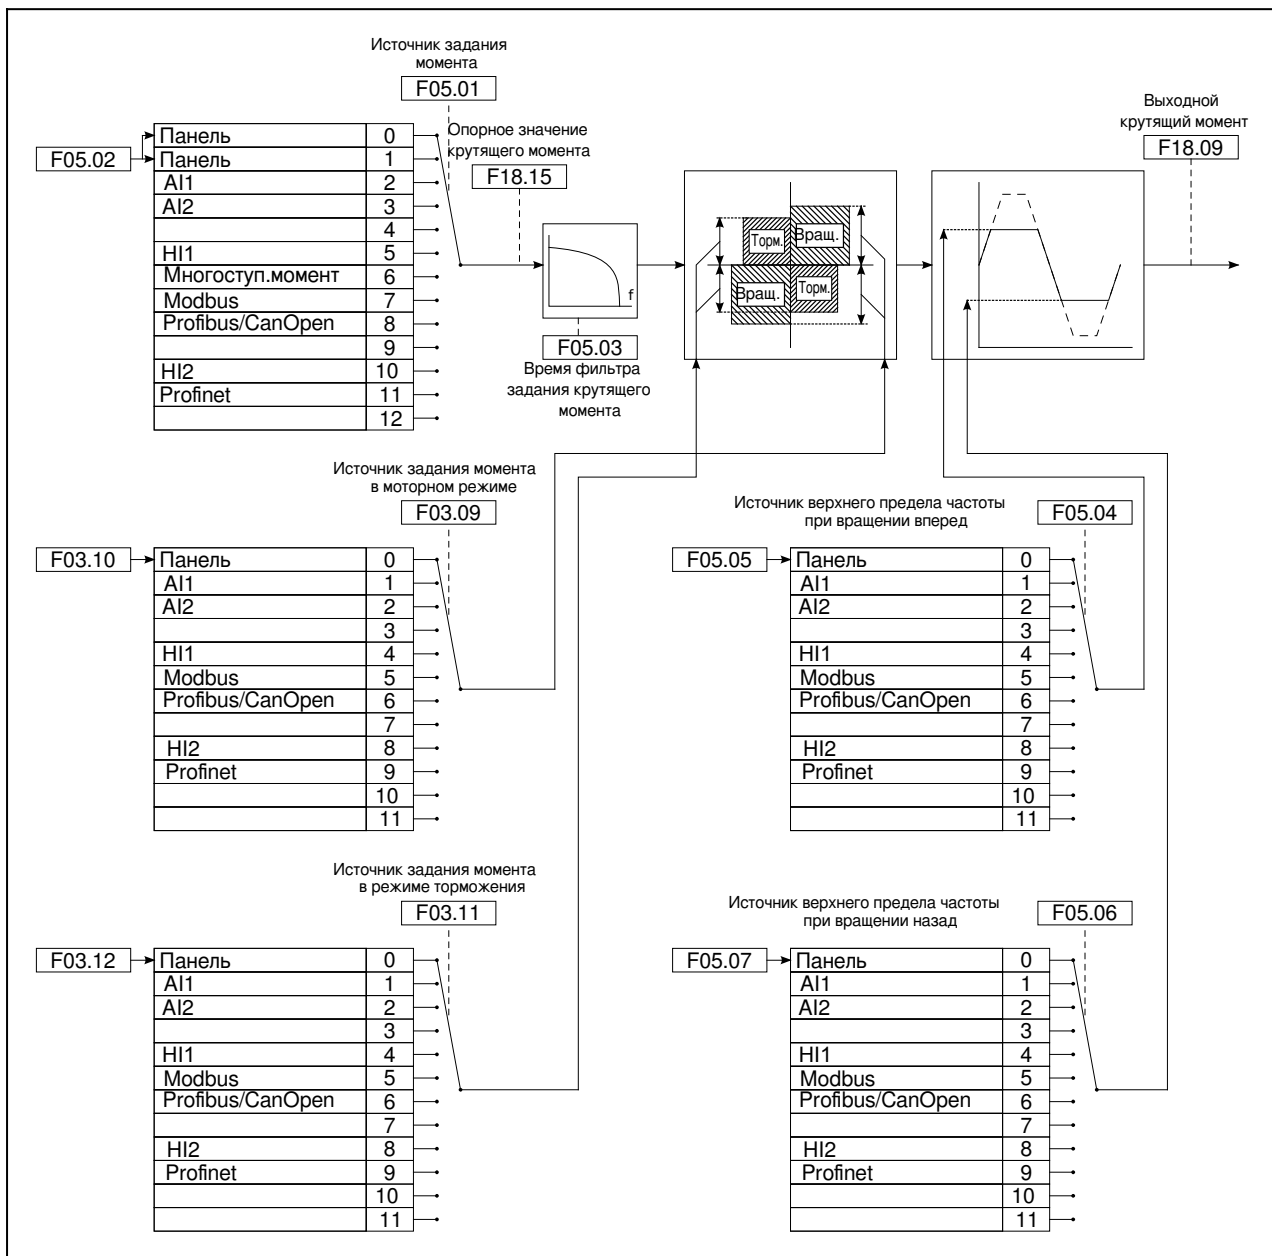 Источник задания
момента
F05.01
Панель 0
F05.02
Панель 1
AI1 2
AI2 3
4
HI1 5
Многоступ.момент 6
Modbus 7
Profibus/CanOpen 8
9
HI2 10
Profinet 11
12
Опорное значение
крутящего момента
F18.15
f
F05.03
Время фильтра
задания крутящего
момента
Торм.
Вращ.
Вращ.
Торм.
Выходной
крутящий момент
F18.09
Источник задания момента
в моторном режиме
F03.09
F03.10
Панель 0
AI1 1
AI2 2
3
HI1 4
Modbus 5
Profibus/CanOpen 6
7
HI2 8
Profinet 9
10
11
Источник верхнего предела частоты
при вращении вперед
F05.04
F05.05
Панель 0
AI1 1
AI2 2
3
HI1 4
Modbus 5
Profibus/CanOpen 6
7
HI2 8
Profinet 9
10
11
Источник задания момента
в режиме торможения
F03.11
F03.12
Панель 0
AI1 1
AI2 2
3
HI1 4
Modbus 5
Profibus/CanOpen 6
7
HI2 8
Profinet 9
10
11
Источник верхнего предела частоты
при вращении назад
F05.06
F05.07
Панель 0
AI1 1
AI2 2
3
HI1 4
Modbus 5
Profibus/CanOpen 6
7
HI2 8
Profinet 9
10
11